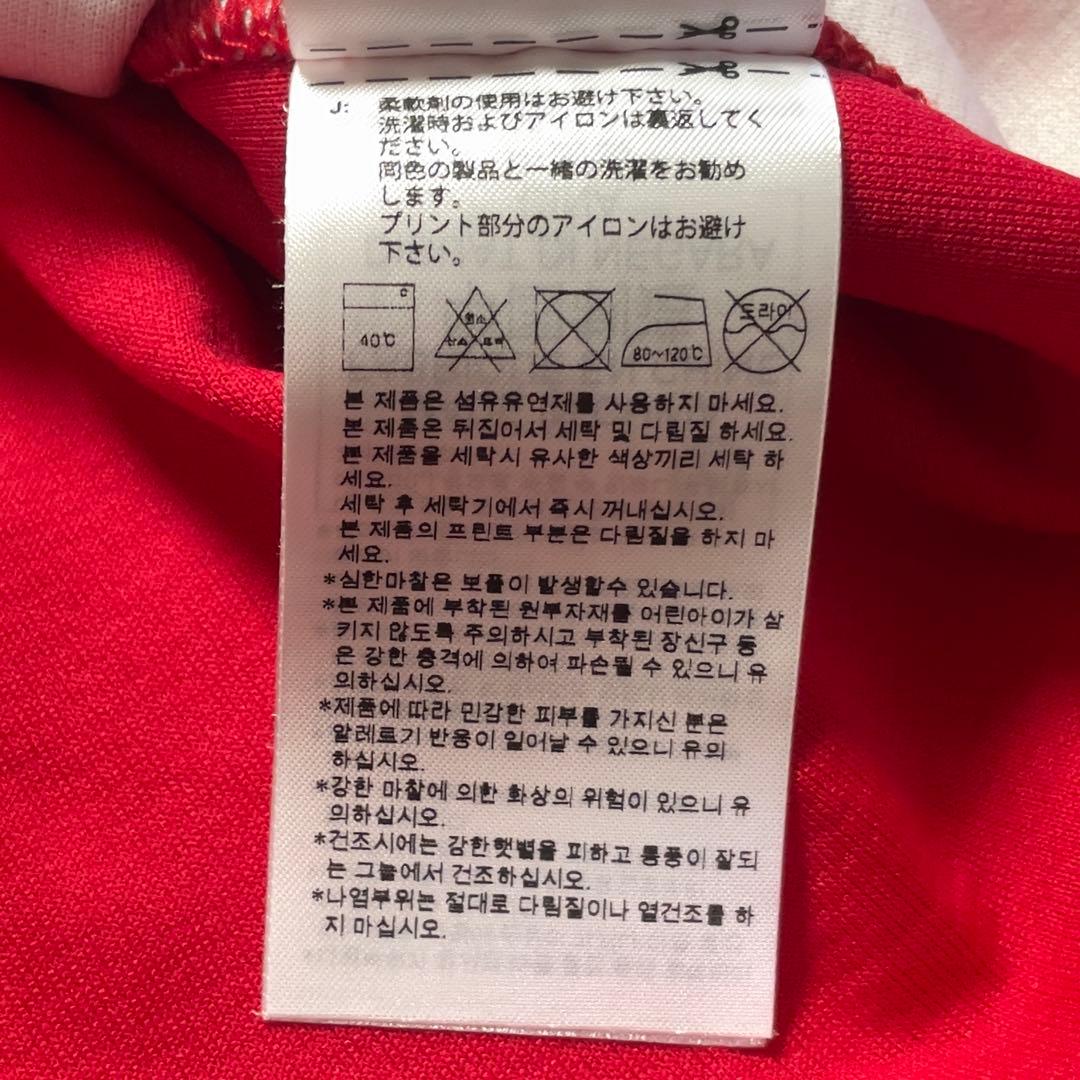 J: 柔軟剤の使用はお避け下さい。
洗濯時およびアイロンは裏返してく
ださい。
同色の製品と一緒の洗濯をお勧め
します。
プリント部分のアイロンはお避け
下さい。
40℃
80~120℃
드라이
본 제품은 섬유유연제를 사용하지 마세요.
본 제품은 뒤집어서 세탁 및 다림질 하세요.
본 제품을 세탁시 유사한 색상끼리 세탁 하
세요.
세탁 후 세탁기에서 즉시 꺼내십시오.
본 제품의 프린트 부분은 다림질을 하지 마
세요.
*심한마찰은 보풀이 발생할수 있습니다.
*본 제품에 부착된 원부자재를 어린아이가 삼
키지 않도록 주의하시고 부착된 장신구 등
은 강한 충격에 의하여 파손될 수 있으니 유
의하십시오.
*제품에 따라 민감한 피부를 가지신 분은
알레르기 반응이 일어날 수 있으니 유의
하십시오.
*강한 마찰에 의한 화상의 위험이 있으니 유
의하십시오.
*건조시에는 강한햇볕을 피하고 통풍이 잘되
는 그늘에서 건조하십시오.
*나염부위는 절대로 다림질이나 열건조를 하
지 마십시오.